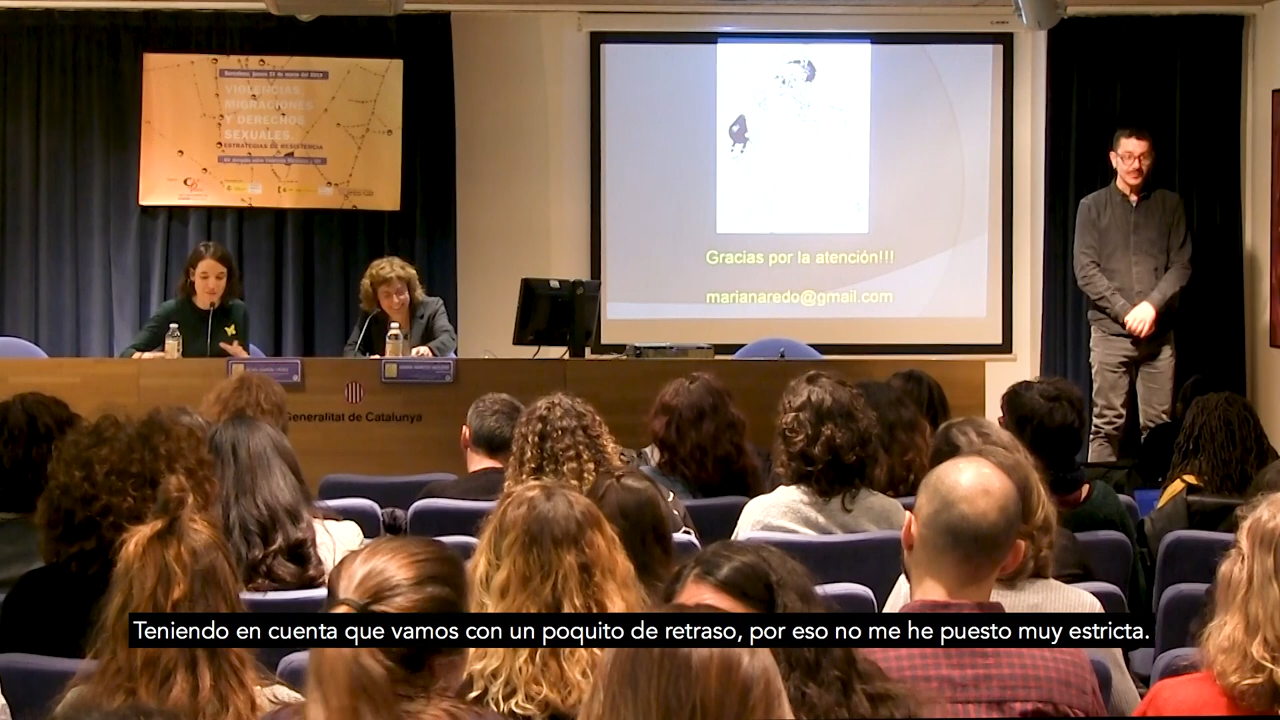 VIOLENCIAS,
MIGRACIONES
Y DERECHOS
SEXUALES.
ESTRATEGIAS DE RESISTENCIA
Gracias por la atención!!!
marianaredo@gmail.com
Generalitat de Catalunya
Teniendo en cuenta que vamos con un poquito de retraso, por eso no me he puesto muy estricta.